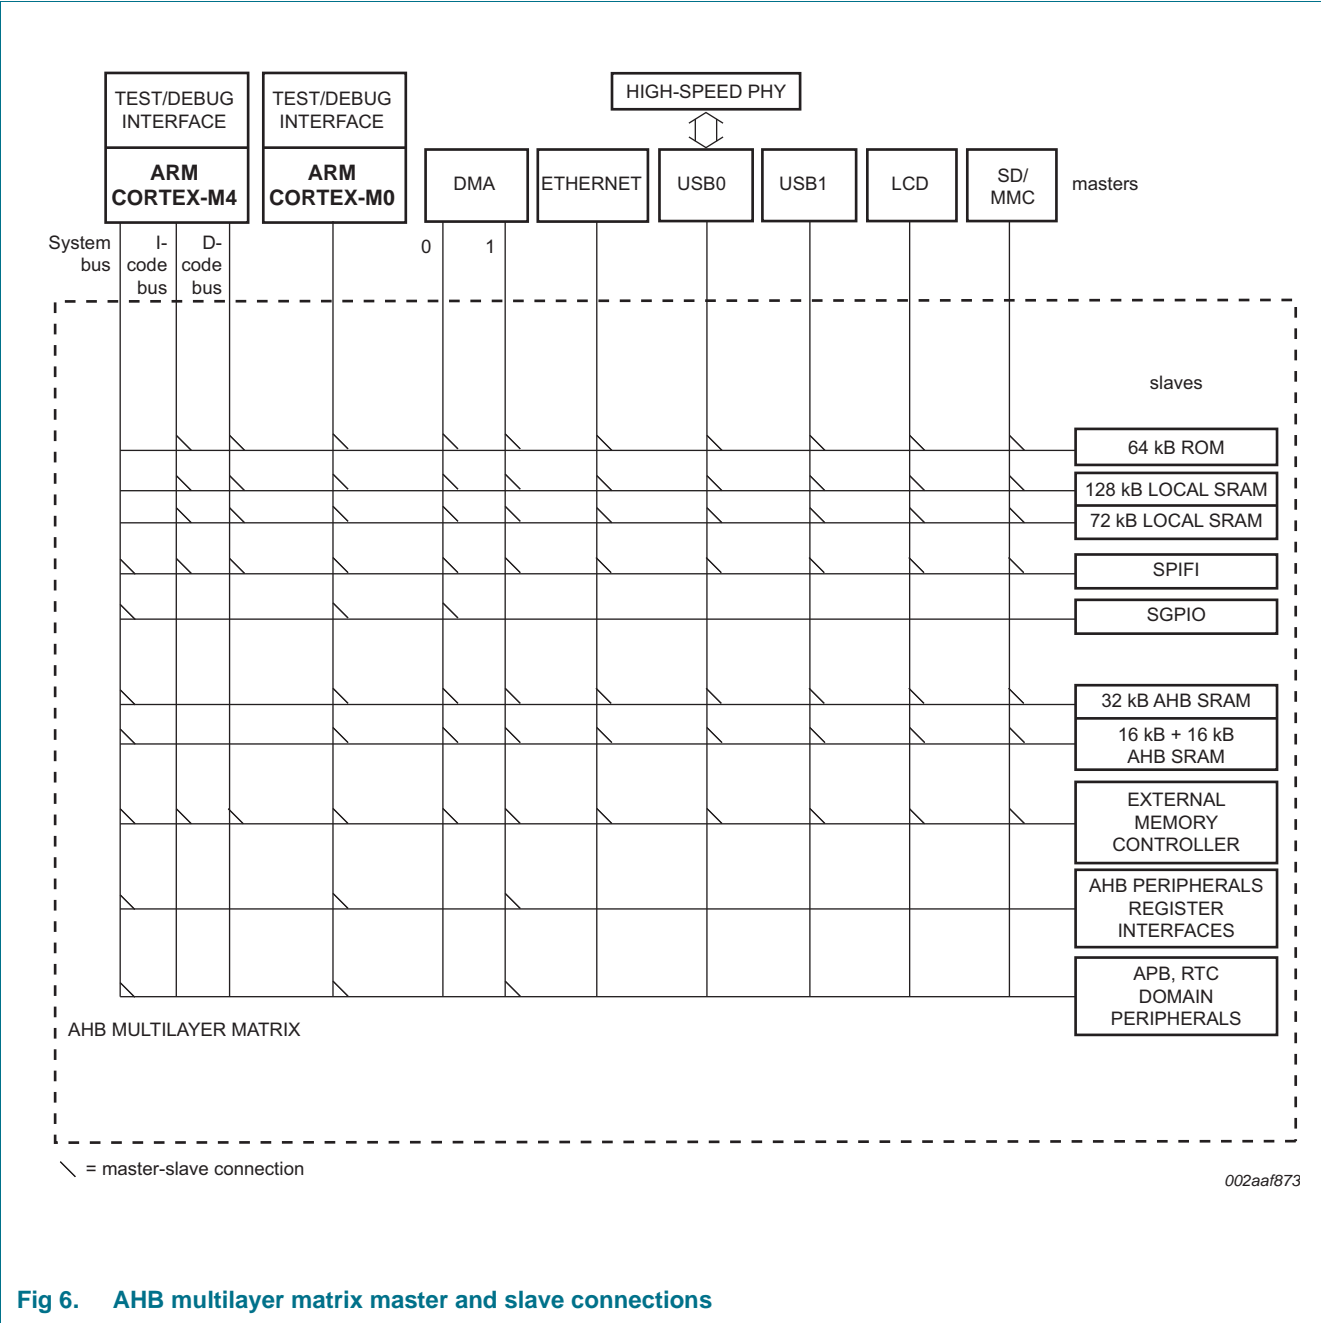 TEST/DEBUG
INTERFACE
ARM
CORTEX-M4
TEST/DEBUG
INTERFACE
ARM
CORTEX-M0
DMA
ETHERNET
HIGH-SPEED PHY
USB0
USB1
LCD
SD/
MMC
masters
System
bus
I-
code
bus
D-
code
bus
0
1
slaves
64 kB ROM
128 kB LOCAL SRAM
72 kB LOCAL SRAM
SPIFI
SGPIO
32 kB AHB SRAM
16 kB + 16 kB
AHB SRAM
EXTERNAL
MEMORY
CONTROLLER
AHB PERIPHERALS
REGISTER
INTERFACES
APB, RTC
DOMAIN
PERIPHERALS
AHB MULTILAYER MATRIX
= master-slave connection
002aaf873
Fig 6. AHB multilayer matrix master and slave connections